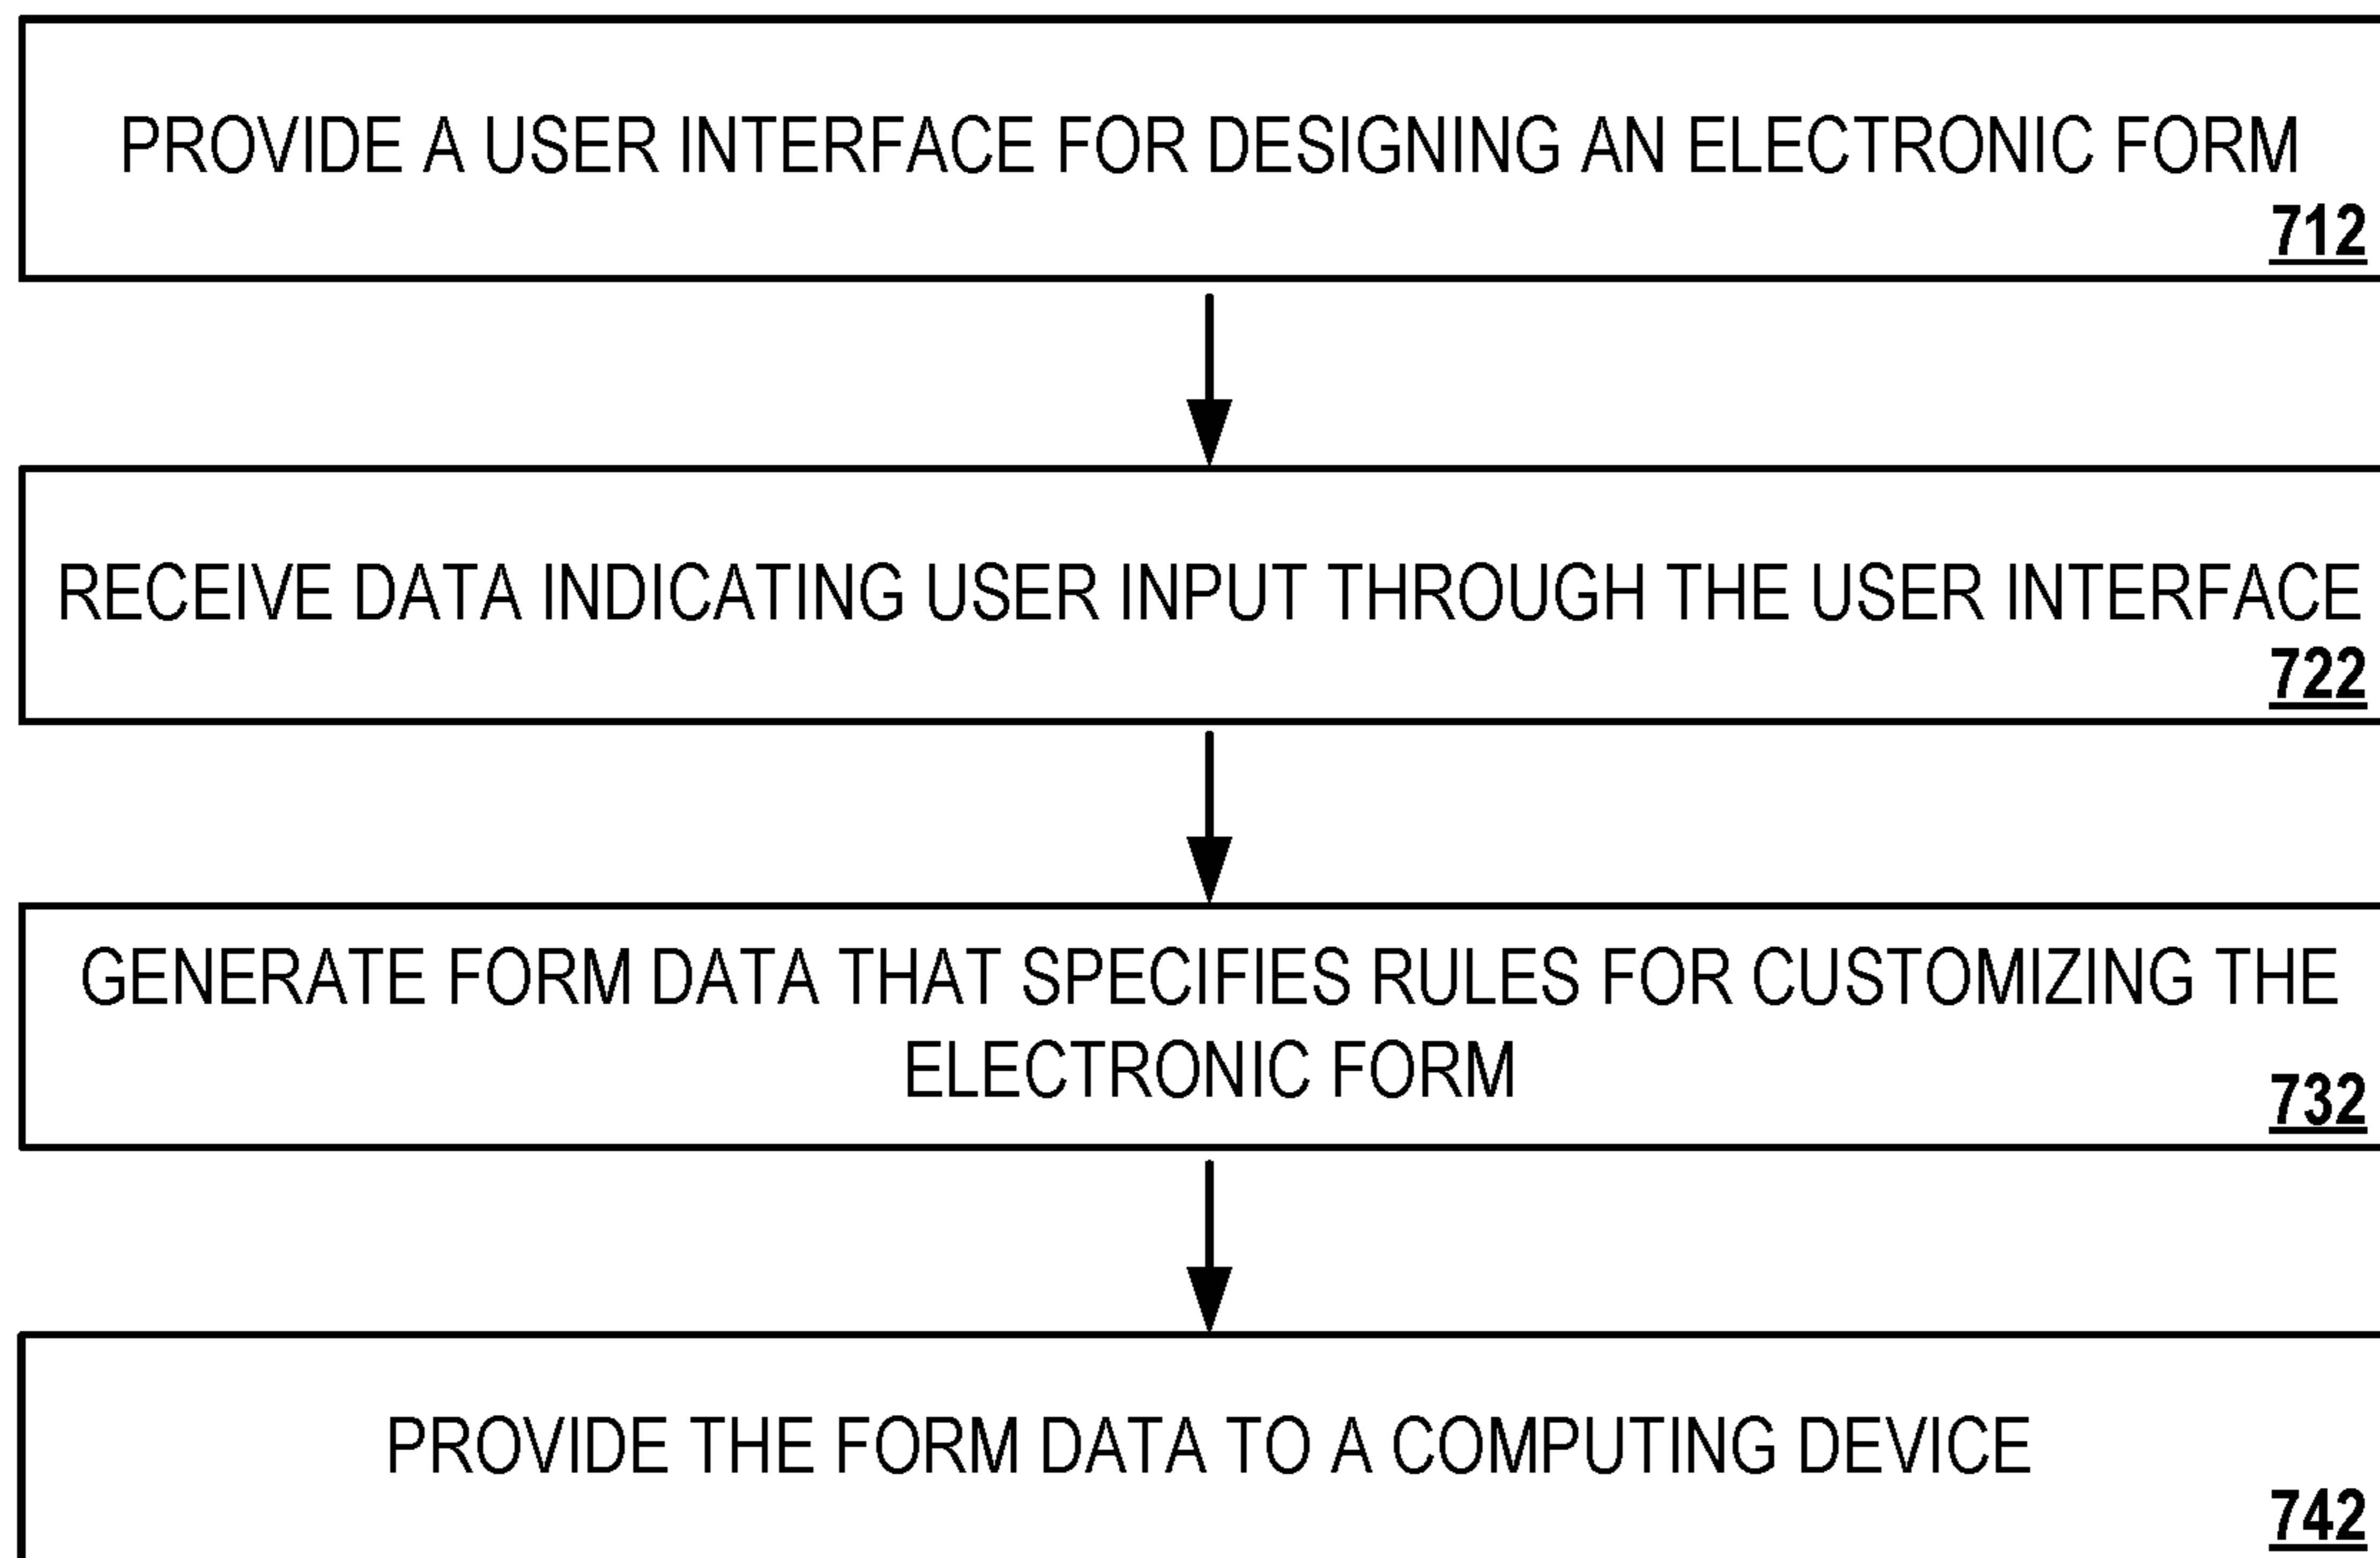 PROVIDE A USER INTERFACE FOR DESIGNING AN ELECTRONIC FORM
712
RECEIVE DATA INDICATING USER INPUT THROUGH THE USER INTERFACE
722
GENERATE FORM DATA THAT SPECIFIES RULES FOR CUSTOMIZING THE
ELECTRONIC FORM
732
PROVIDE THE FORM DATA TO A COMPUTING DEVICE
742